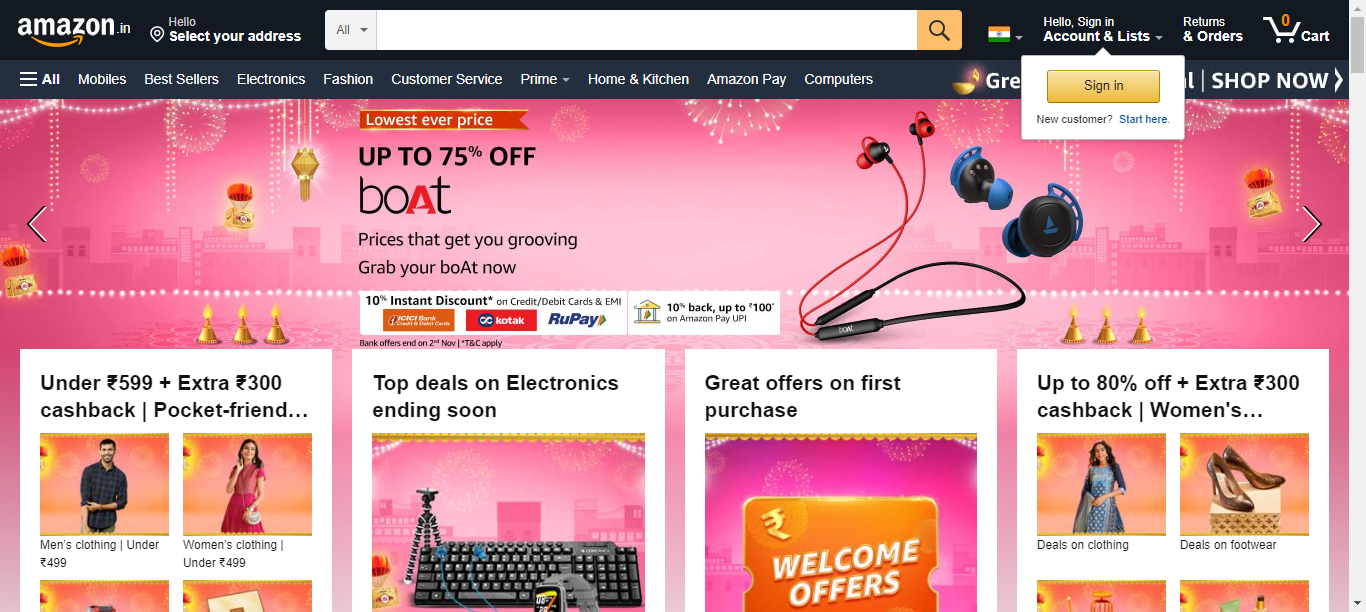 amazon.in
Hello
Select your address
All
Hello, Sign in
Account & Lists
Returns
& Orders
0
Cart
All
Mobiles
Best Sellers
Electronics
Fashion
Customer Service
Prime
Home & Kitchen
Amazon Pay
Computers
SHOP NOW
Sign in
New customer? Start here.
Lowest ever price
UP TO 75% OFF
boAt
Prices that get you grooving
Grab your boAt now
10% Instant Discount* on Credit/Debit Cards & EMI
ICICI Bank
Credit & Debit Cards
kotak
RuPay
10% back, up to ₹100*
on Amazon Pay UPI
Bank offers end on 2nd Nov | *T&C apply
boAt
Under ₹599 + Extra ₹300
cashback | Pocket-friend…
Men's clothing | Under
₹499
Women's clothing |
Under ₹499
Top deals on Electronics
ending soon
Great offers on first
purchase
₹
WELCOME
OFFERS
Up to 80% off + Extra ₹300
cashback | Women's…
Deals on clothing
Deals on footwear